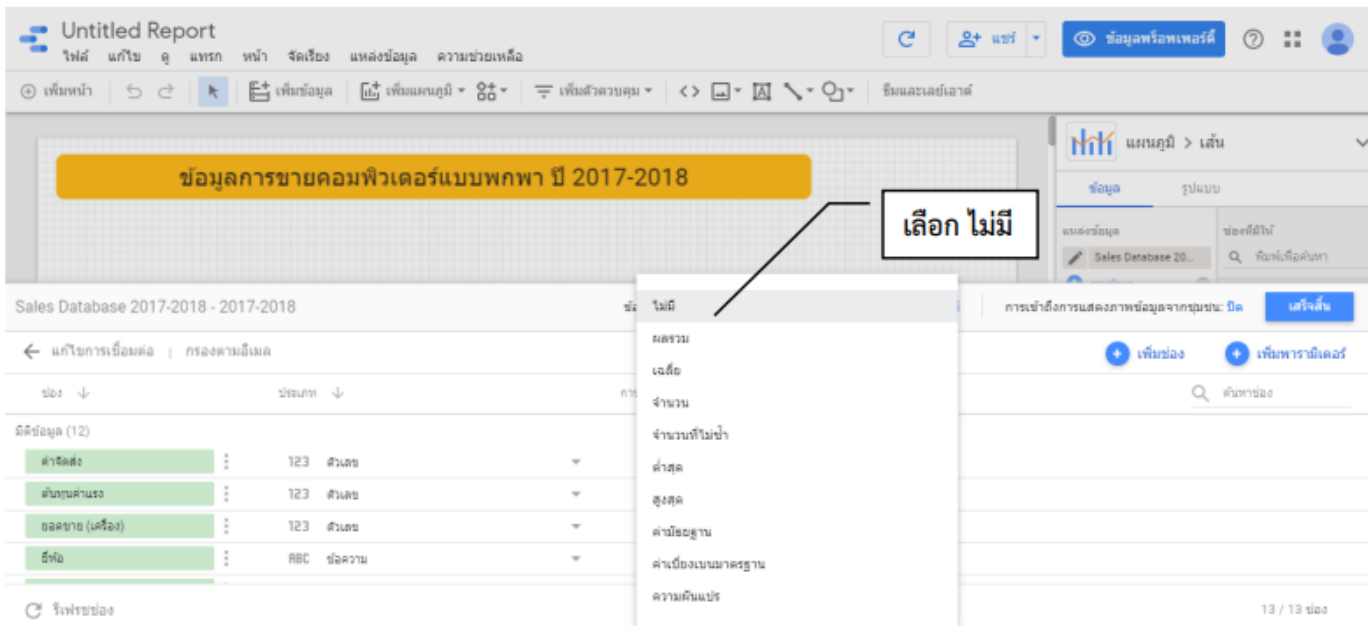 Untitled Report
ไฟล์ แก้ไข ดู แทรก หน้า จัดเรียง แหล่งข้อมูล ความช่วยเหลือ
แชร์
ข้อมูลพร็อพเพอร์ตี้
เพิ่มหน้า เพิ่มข้อมูล เพิ่มแผนภูมิ เพิ่มตัวควบคุม ธีมและเลย์เอาต์
ข้อมูลการขายคอมพิวเตอร์แบบพกพา ปี 2017-2018
แผนภูมิ > เส้น
ข้อมูล รูปแบบ
เลือก ไม่มี
แหล่งข้อมูล ช่องที่มีให้
Sales Database 20... พิมพ์เพื่อค้นหา
Sales Database 2017-2018 - 2017-2018
การเข้าถึงการแสดงภาพข้อมูลจากชุมชน: ปิด เสร็จสิ้น
ไม่มี
ผลรวม
เฉลี่ย
จำนวน
จำนวนที่ไม่ซ้ำ
ต่ำสุด
สูงสุด
ค่ามัธยฐาน
ค่าเบี่ยงเบนมาตรฐาน
ความผันแปร
แก้ไขการเชื่อมต่อ | กรองตามอีเมล
เพิ่มช่อง เพิ่มพารามิเตอร์
ช่อง ประเภท ค้นหาช่อง
มิติข้อมูล (12)
ค่าจัดส่ง 123 ตัวเลข
ต้นทุนค่าแรง 123 ตัวเลข
ยอดขาย (เครื่อง) 123 ตัวเลข
ยี่ห้อ ABC ข้อความ
รีเฟรชช่อง 13 / 13 ช่อง